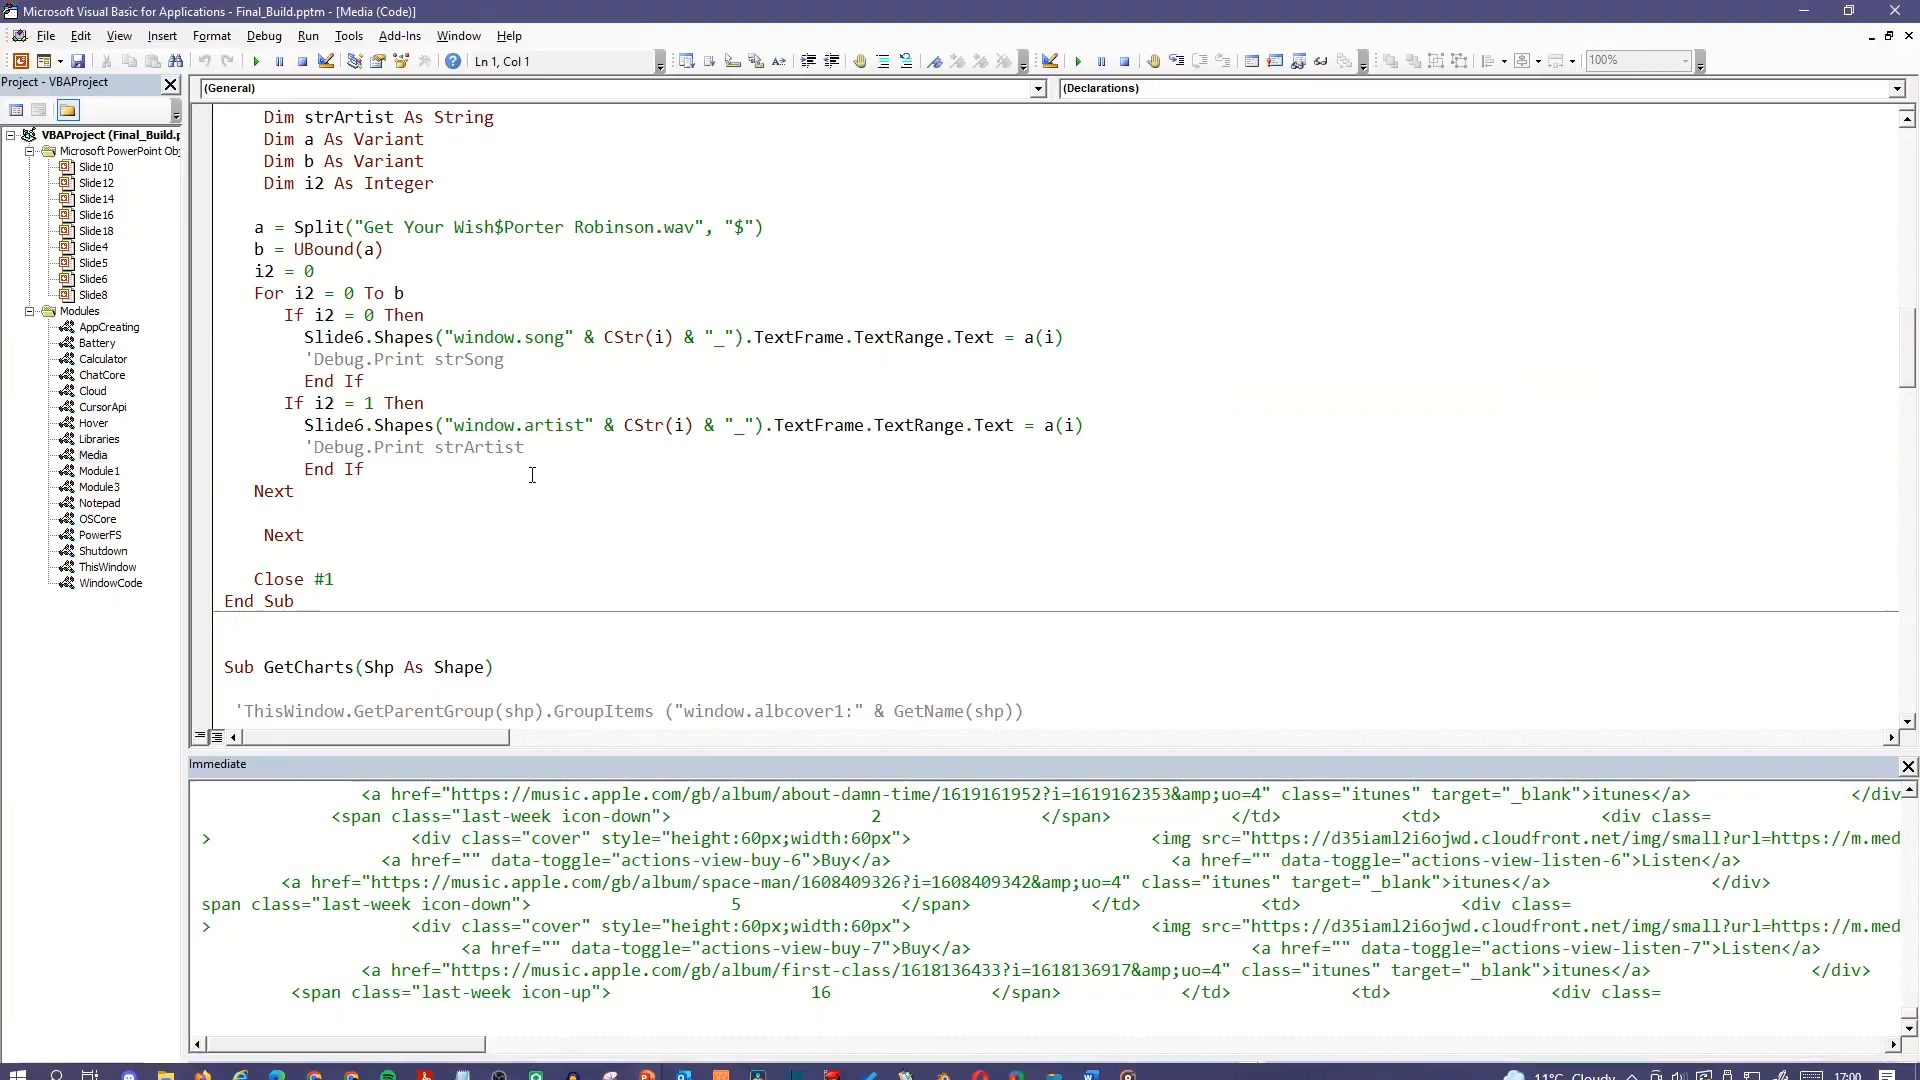 Microsoft Visual Basic for Applications - Final_Build.pptm - [Media (Code)]
File Edit View Insert Format Debug Run Tools Add-Ins Window Help
Ln 1, Col 1
100%
Project - VBAProject
(General)
(Declarations)
VBAProject (Final_Build.p
Microsoft PowerPoint Obj
Slide10
Slide12
Slide14
Slide16
Slide18
Slide4
Slide5
Slide6
Slide8
Modules
AppCreating
Battery
Calculator
ChatCore
Cloud
CursorApi
Hover
Libraries
Media
Module1
Module3
Notepad
OSCore
PowerFS
Shutdown
ThisWindow
WindowCode
Dim strArtist As String
Dim a As Variant
Dim b As Variant
Dim i2 As Integer
a = Split("Get Your Wish$Porter Robinson.wav", "$")
b = UBound(a)
i2 = 0
For i2 = 0 To b
If i2 = 0 Then
Slide6.Shapes("window.song" & CStr(i) & "_").TextFrame.TextRange.Text = a(i)
'Debug.Print strSong
End If
If i2 = 1 Then
Slide6.Shapes("window.artist" & CStr(i) & "_").TextFrame.TextRange.Text = a(i)
'Debug.Print strArtist
End If
Next
Next
Close #1
End Sub
Sub GetCharts(Shp As Shape)
'ThisWindow.GetParentGroup(shp).GroupItems ("window.albcover1:" & GetName(shp))
Immediate
<a href="https://music.apple.com/gb/album/about-damn-time/1619161952?i=1619162353&amp;uo=4" class="itunes" target="_blank">itunes</a> </div
<span class="last-week icon-down"> 2 </span> </td> <td> <div class=
> <div class="cover" style="height:60px;width:60px"> <img src="https://d35iaml2i6ojwd.cloudfront.net/img/small?url=https://m.med
<a href="" data-toggle="actions-view-buy-6">Buy</a> <a href="" data-toggle="actions-view-listen-6">Listen</a>
<a href="https://music.apple.com/gb/album/space-man/1608409326?i=1608409342&amp;uo=4" class="itunes" target="_blank">itunes</a> </div>
span class="last-week icon-down"> 5 </span> </td> <td> <div class=
> <div class="cover" style="height:60px;width:60px"> <img src="https://d35iaml2i6ojwd.cloudfront.net/img/small?url=https://m.med
<a href="" data-toggle="actions-view-buy-7">Buy</a> <a href="" data-toggle="actions-view-listen-7">Listen</a>
<a href="https://music.apple.com/gb/album/first-class/1618136433?i=1618136917&amp;uo=4" class="itunes" target="_blank">itunes</a> </div>
<span class="last-week icon-up"> 16 </span> </td> <td> <div class=
11°C Cloudy
17:00